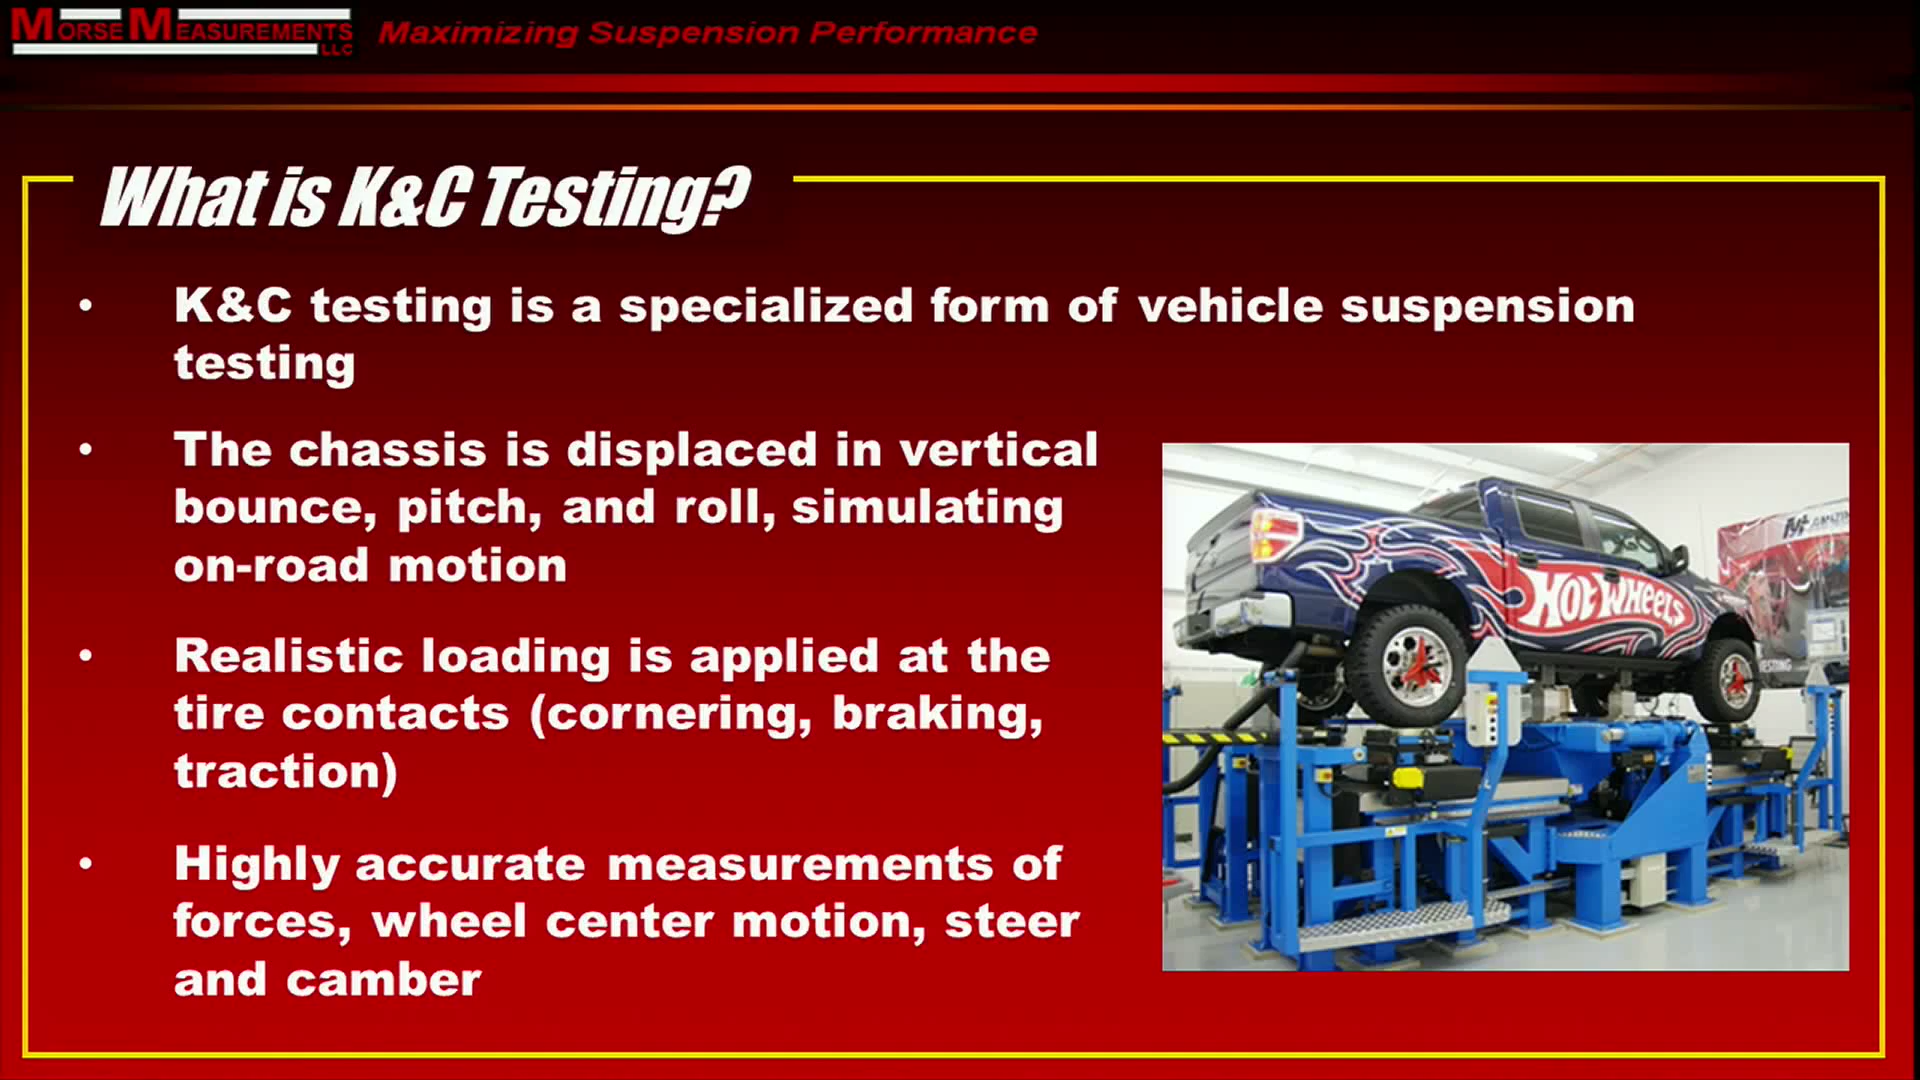 MORSE MEASUREMENTS
LLC
Maximizing Suspension Performance
What is K&C Testing?
• K&C testing is a specialized form of vehicle suspension
testing
• The chassis is displaced in vertical
bounce, pitch, and roll, simulating
on-road motion
• Realistic loading is applied at the
tire contacts (cornering, braking,
traction)
• Highly accurate measurements of
forces, wheel center motion, steer
and camber
HOT WHEELS